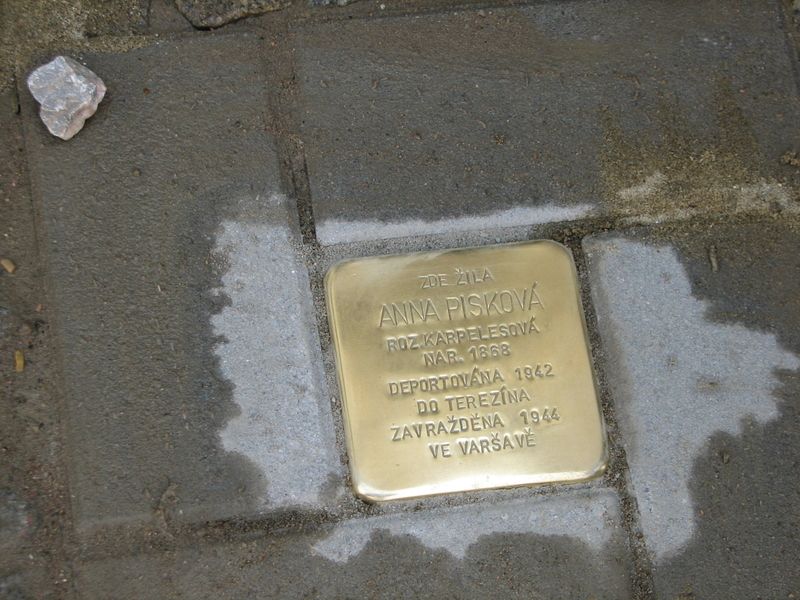 ZDE ŽILA
ANNA PISKOVÁ
ROZ. KARPELESOVÁ
NAR. 1868
DEPORTOVÁNA 1942
DO TEREZÍNA
ZAVRAŽDĚNA 1944
VE VARŠAVĚ